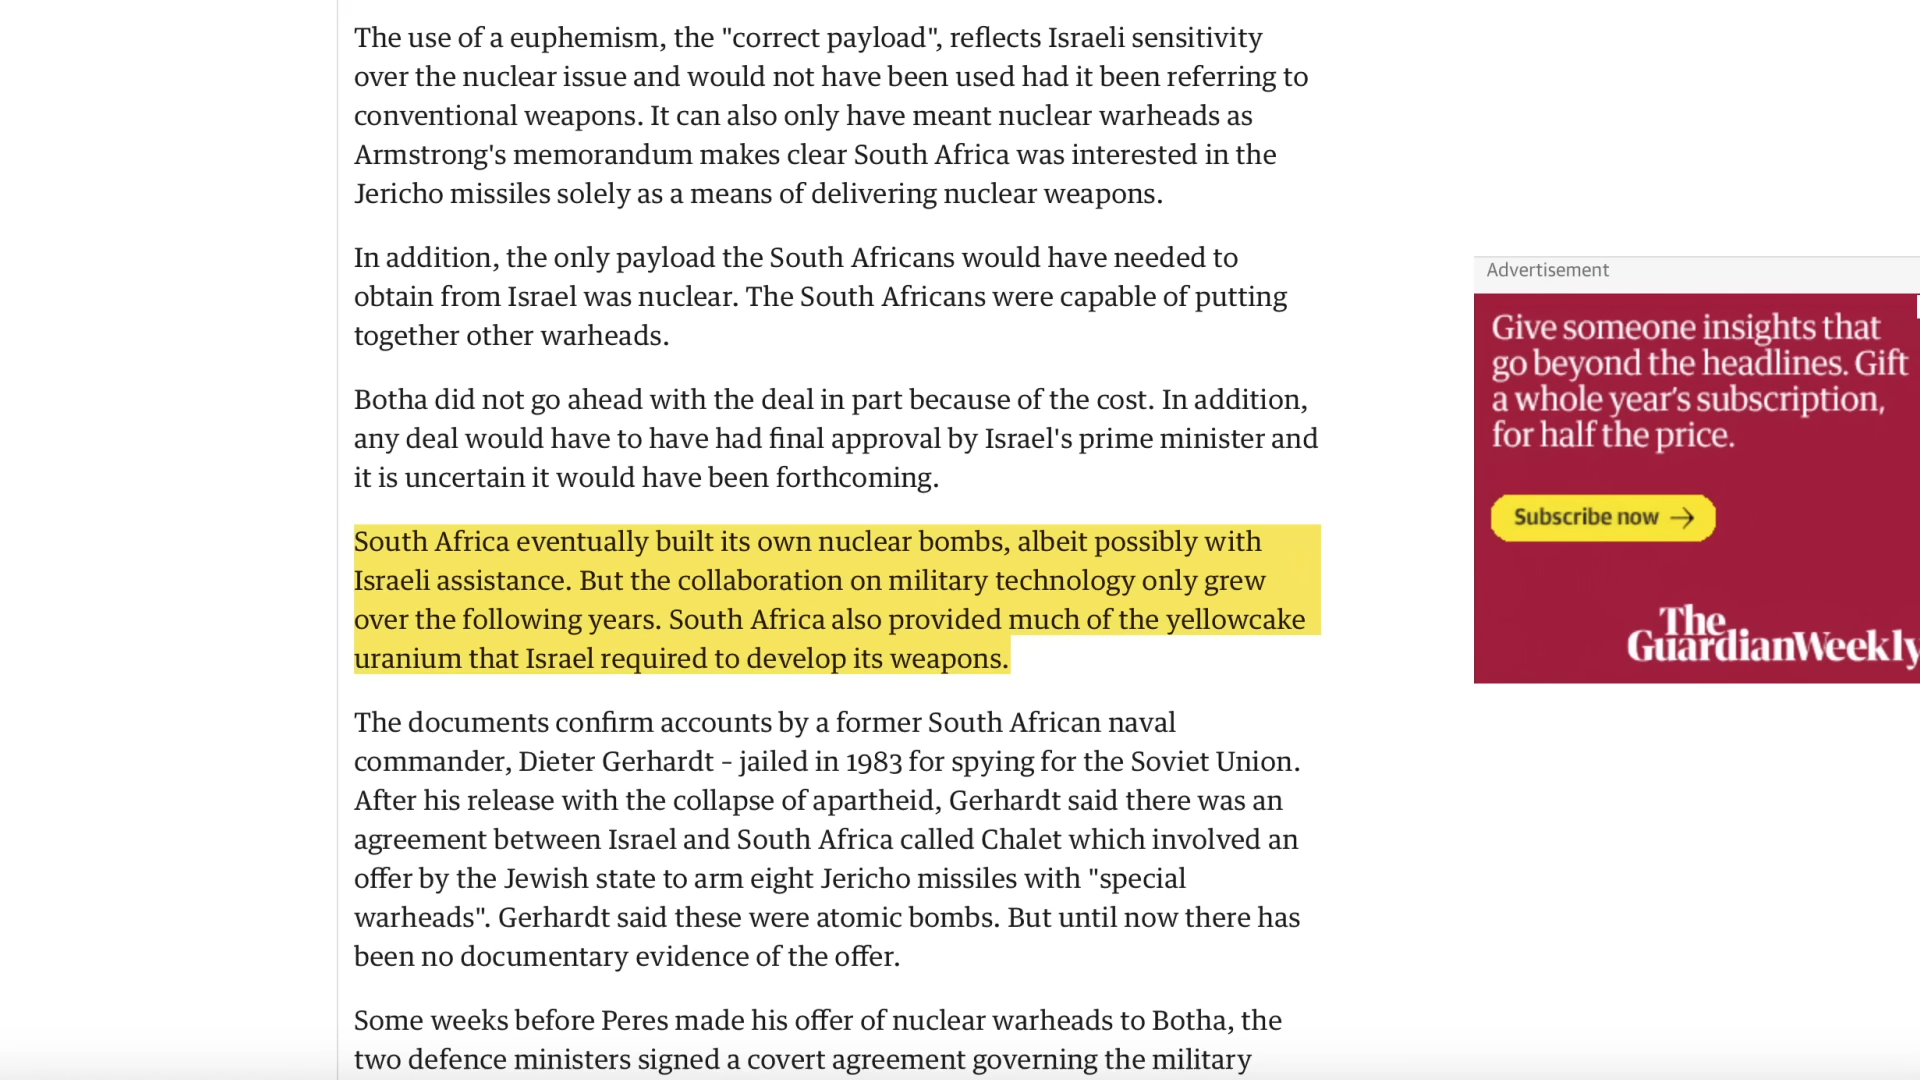 The use of a euphemism, the "correct payload", reflects Israeli sensitivity
over the nuclear issue and would not have been used had it been referring to
conventional weapons. It can also only have meant nuclear warheads as
Armstrong's memorandum makes clear South Africa was interested in the
Jericho missiles solely as a means of delivering nuclear weapons.
In addition, the only payload the South Africans would have needed to
obtain from Israel was nuclear. The South Africans were capable of putting
together other warheads.
Botha did not go ahead with the deal in part because of the cost. In addition,
any deal would have to have had final approval by Israel's prime minister and
it is uncertain it would have been forthcoming.
South Africa eventually built its own nuclear bombs, albeit possibly with
Israeli assistance. But the collaboration on military technology only grew
over the following years. South Africa also provided much of the yellowcake
uranium that Israel required to develop its weapons.
The documents confirm accounts by a former South African naval
commander, Dieter Gerhardt – jailed in 1983 for spying for the Soviet Union.
After his release with the collapse of apartheid, Gerhardt said there was an
agreement between Israel and South Africa called Chalet which involved an
offer by the Jewish state to arm eight Jericho missiles with "special
warheads". Gerhardt said these were atomic bombs. But until now there has
been no documentary evidence of the offer.
Some weeks before Peres made his offer of nuclear warheads to Botha, the
two defence ministers signed a covert agreement governing the military
Advertisement
Give someone insights that
go beyond the headlines. Gift
a whole year's subscription,
for half the price.
Subscribe now →
The
GuardianWeekly